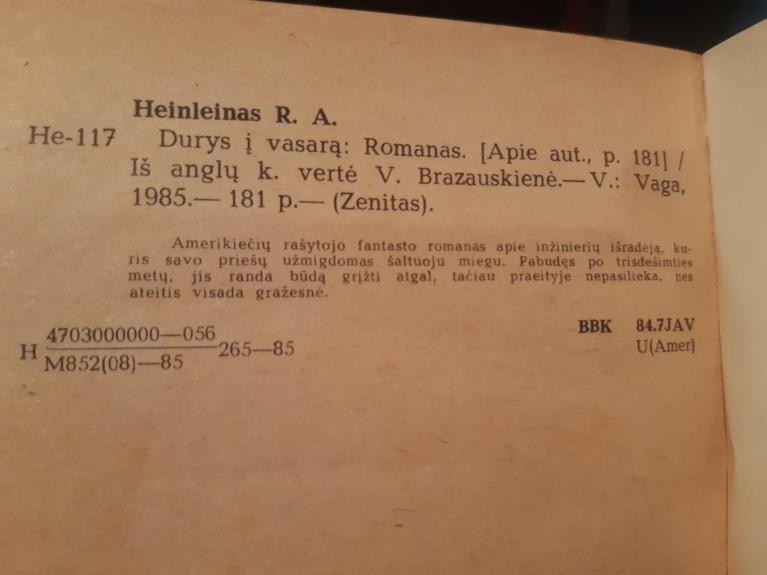 Heinleinas R. A.
He-117 Durys į vasarą: Romanas. [Apie aut., p. 181] /
Iš anglų k. vertė V. Brazauskienė.— V.: Vaga,
1985.— 181 p.— (Zenitas).
Amerikiečių rašytojo fantasto romanas apie inžinierių išradėją, ku-
ris savo priešų užmigdomas šaltuoju miegu. Pabudęs po trisdešimties
metų, jis randa būdą grįžti atgal, tačiau praeityje nepasilieka, nes
ateitis visada gražesnė.
4703000000—056
H 265—85
M852(08)—85
BBK 84.7JAV
U(Amer)